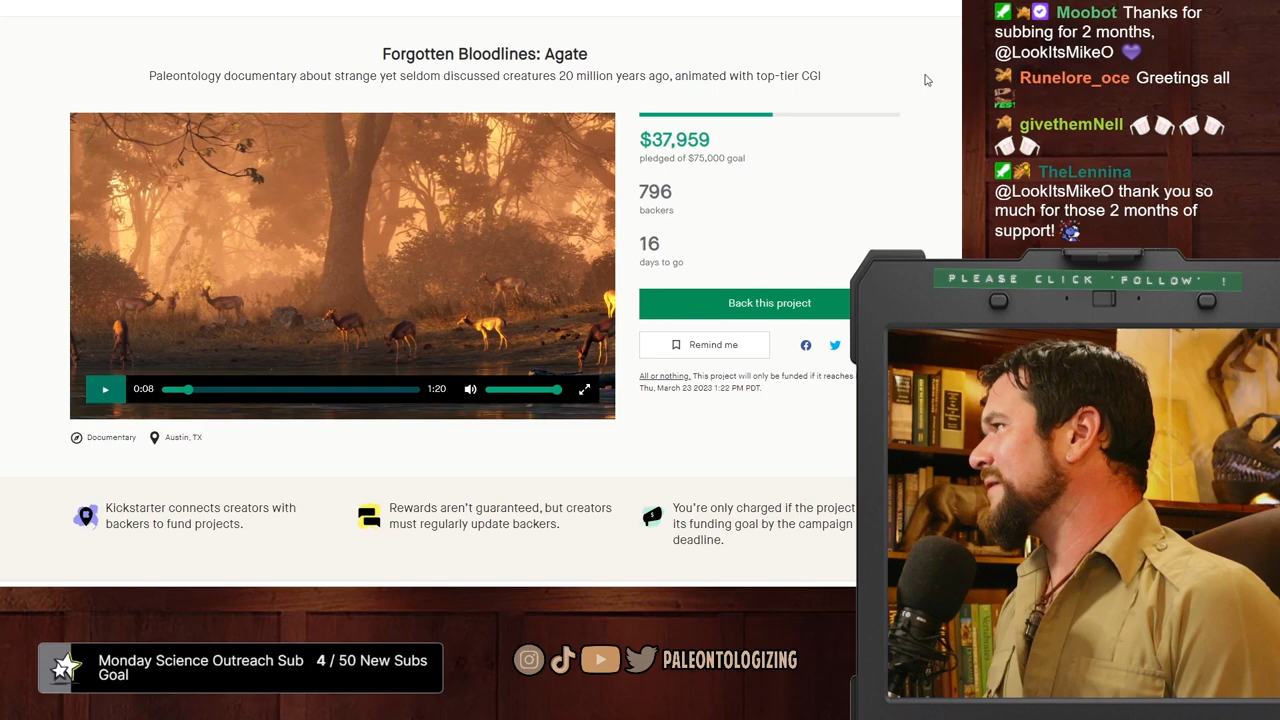 Forgotten Bloodlines: Agate
Paleontology documentary about strange yet seldom discussed creatures 20 million years ago, animated with top-tier CGI
$37,959
pledged of $75,000 goal
796
backers
16
days to go
Back this project
Remind me
All or nothing. This project will only be funded if it reaches
Thu, March 23 2023 1:22 PM PDT.
0:08
1:20
Documentary
Austin, TX
Kickstarter connects creators with
backers to fund projects.
Rewards aren't guaranteed, but creators
must regularly update backers.
You're only charged if the project
its funding goal by the campaign
deadline.
Moobot Thanks for
subbing for 2 months,
@LookItsMikeO
Runelore_oce Greetings all
YES!
givethemNell
TheLennina
@LookItsMikeO thank you so
much for those 2 months of
support!
PLEASE CLICK 'FOLLOW' !
Monday Science Outreach Sub
Goal
4 / 50 New Subs
PALEONTOLOGIZING